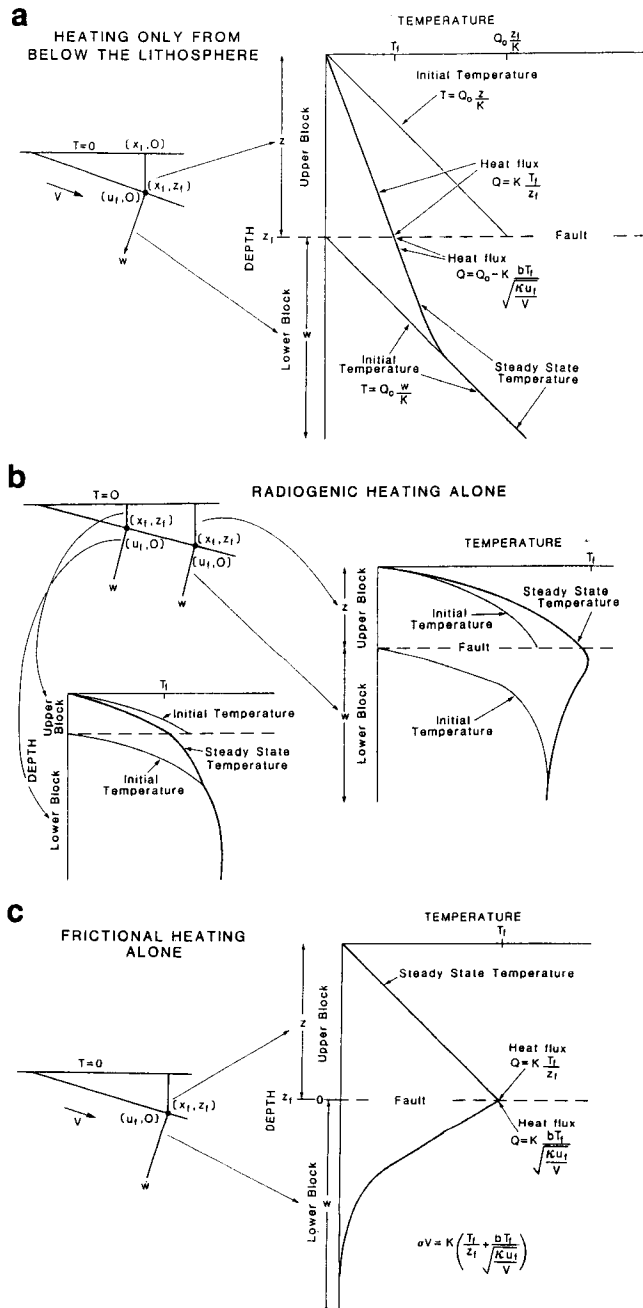 a
HEATING ONLY FROM
BELOW THE LITHOSPHERE
TEMPERATURE
T_f
Q₀ z_f/K
T=0
(x_f,0)
(x_f,z_f)
(u_f,0)
V
w
z
Upper Block
Initial Temperature
T=Q₀ z/K
Heat flux
Q=K T_f/z_f
DEPTH
z_f
Fault
Heat flux
Q=Q₀-K bT_f/√(κu_f/V)
w
Lower Block
Initial
Temperature
T=Q₀ w/K
Steady State
Temperature
b
RADIOGENIC HEATING ALONE
T=O
(x_f,z_f)
(x_f,z_f)
(u_f,0)
(u_f,0)
w
w
TEMPERATURE
T_f
z
Upper Block
Steady State
Temperature
Initial
Temperature
Fault
w
Lower Block
Initial
Temperature
T_f
Upper
Block
Initial Temperature
DEPTH
Steady State
Temperature
Initial
Temperature
Lower Block
c
FRICTIONAL HEATING
ALONE
TEMPERATURE
T_f
T=0
(x_f,z_f)
(u_f,0)
V
w
z
Upper Block
Steady State Temperature
Heat flux
Q=K T_f/z_f
DEPTH
z_f
0
Fault
Heat flux
Q=K bT_f/√(κu_f/V)
w
Lower Block
σV=K(T_f/z_f + bT_f/√(κu_f/V))